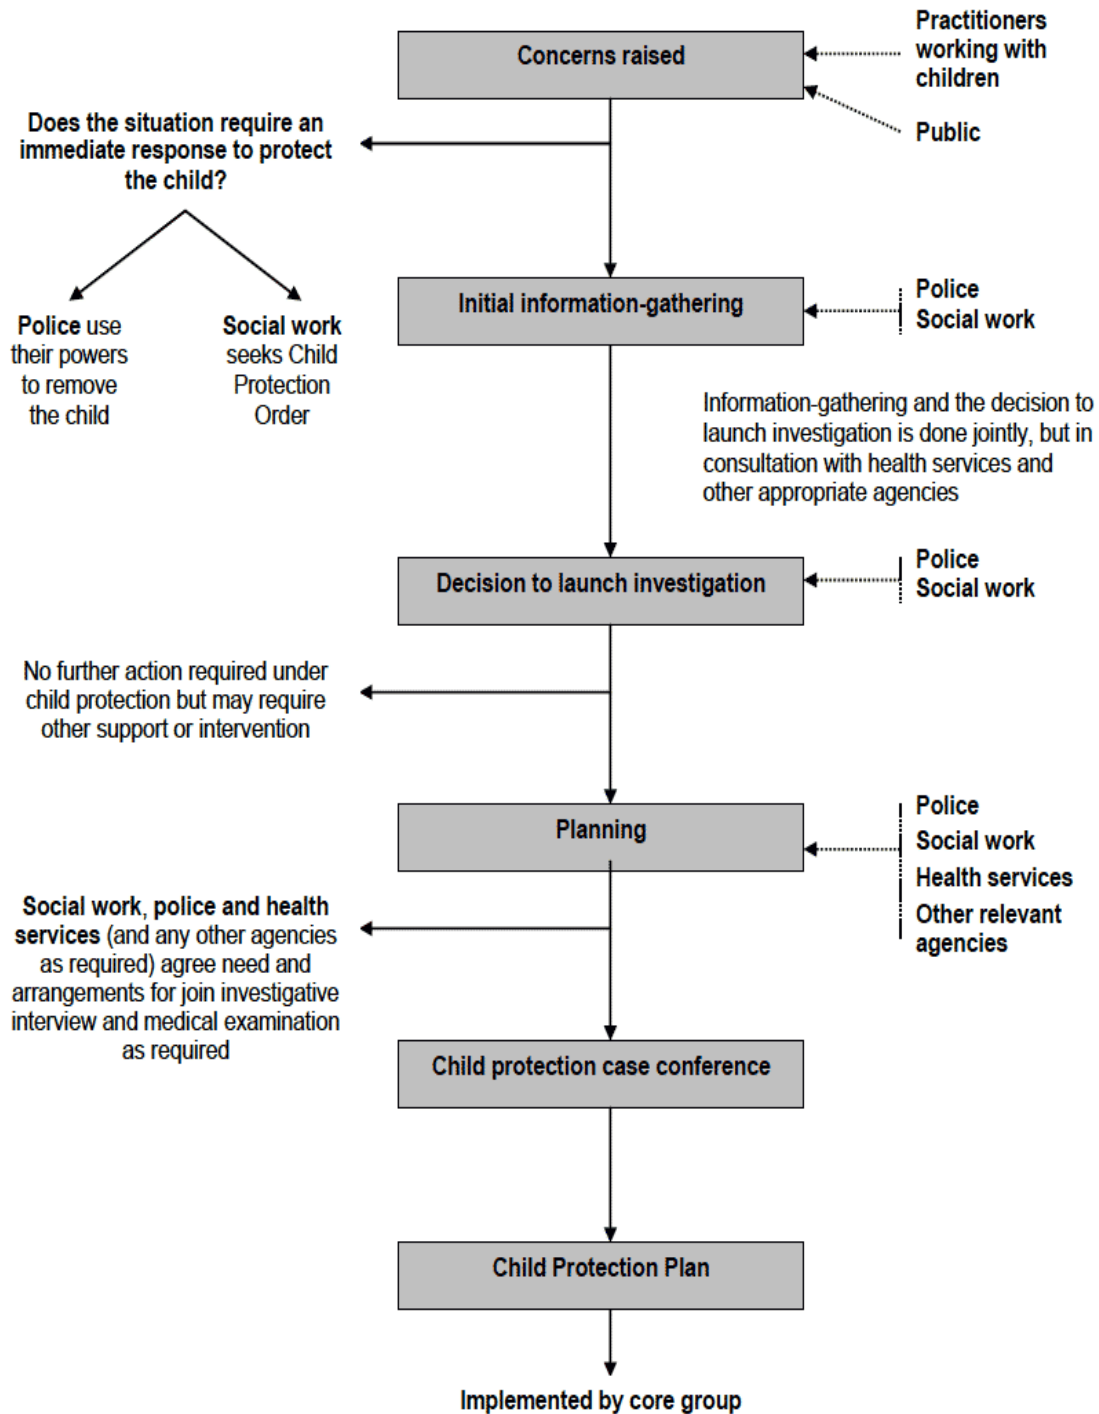 Concerns raised
Practitioners
working with
children
Public
Does the situation require an
immediate response to protect
the child?
Police use
their powers
to remove
the child
Social work
seeks Child
Protection
Order
Initial information-gathering
Police
Social work
Information-gathering and the decision to
launch investigation is done jointly, but in
consultation with health services and
other appropriate agencies
Decision to launch investigation
Police
Social work
No further action required under
child protection but may require
other support or intervention
Planning
Police
Social work
Health services
Other relevant
agencies
Social work, police and health
services (and any other agencies
as required) agree need and
arrangements for join investigative
interview and medical examination
as required
Child protection case conference
Child Protection Plan
Implemented by core group